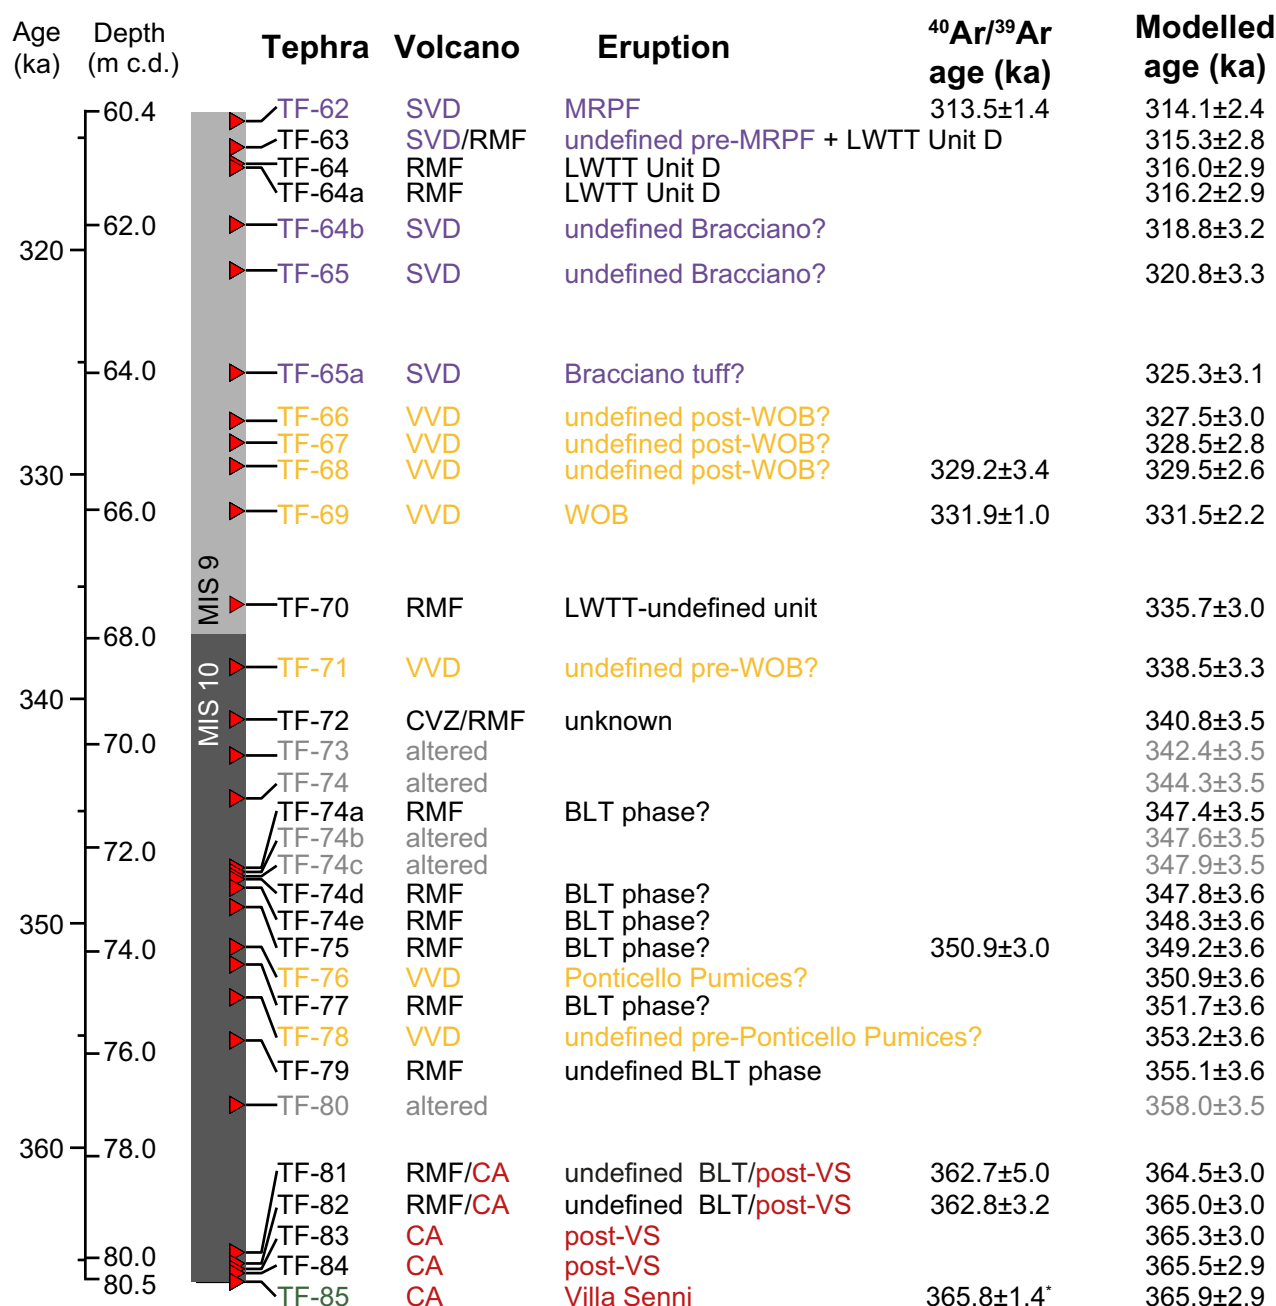 Age (ka) Depth (m c.d.) Tephra Volcano Eruption ⁴⁰Ar/³⁹Ar age (ka) Modelled age (ka)
60.4 TF-62 SVD MRPF 313.5±1.4 314.1±2.4
TF-63 SVD/RMF undefined pre-MRPF + LWTT Unit D 315.3±2.8
TF-64 RMF LWTT Unit D 316.0±2.9
TF-64a RMF LWTT Unit D 316.2±2.9
62.0 TF-64b SVD undefined Bracciano? 318.8±3.2
320
TF-65 SVD undefined Bracciano? 320.8±3.3
64.0 TF-65a SVD Bracciano tuff? 325.3±3.1
TF-66 VVD undefined post-WOB? 327.5±3.0
TF-67 VVD undefined post-WOB? 328.5±2.8
330 TF-68 VVD undefined post-WOB? 329.2±3.4 329.5±2.6
66.0 TF-69 VVD WOB 331.9±1.0 331.5±2.2
MIS 9
TF-70 RMF LWTT-undefined unit 335.7±3.0
68.0
TF-71 VVD undefined pre-WOB? 338.5±3.3
MIS 10
340
TF-72 CVZ/RMF unknown 340.8±3.5
70.0 TF-73 altered 342.4±3.5
TF-74 altered 344.3±3.5
TF-74a RMF BLT phase? 347.4±3.5
TF-74b altered 347.6±3.5
72.0
TF-74c altered 347.9±3.5
TF-74d RMF BLT phase? 347.8±3.6
350 TF-74e RMF BLT phase? 348.3±3.6
74.0 TF-75 RMF BLT phase? 350.9±3.0 349.2±3.6
TF-76 VVD Ponticello Pumices? 350.9±3.6
TF-77 RMF BLT phase? 351.7±3.6
TF-78 VVD undefined pre-Ponticello Pumices? 353.2±3.6
76.0
TF-79 RMF undefined BLT phase 355.1±3.6
TF-80 altered 358.0±3.5
360 78.0
TF-81 RMF/CA undefined BLT/post-VS 362.7±5.0 364.5±3.0
TF-82 RMF/CA undefined BLT/post-VS 362.8±3.2 365.0±3.0
TF-83 CA post-VS 365.3±3.0
80.0 TF-84 CA post-VS 365.5±2.9
80.5
TF-85 CA Villa Senni 365.8±1.4* 365.9±2.9